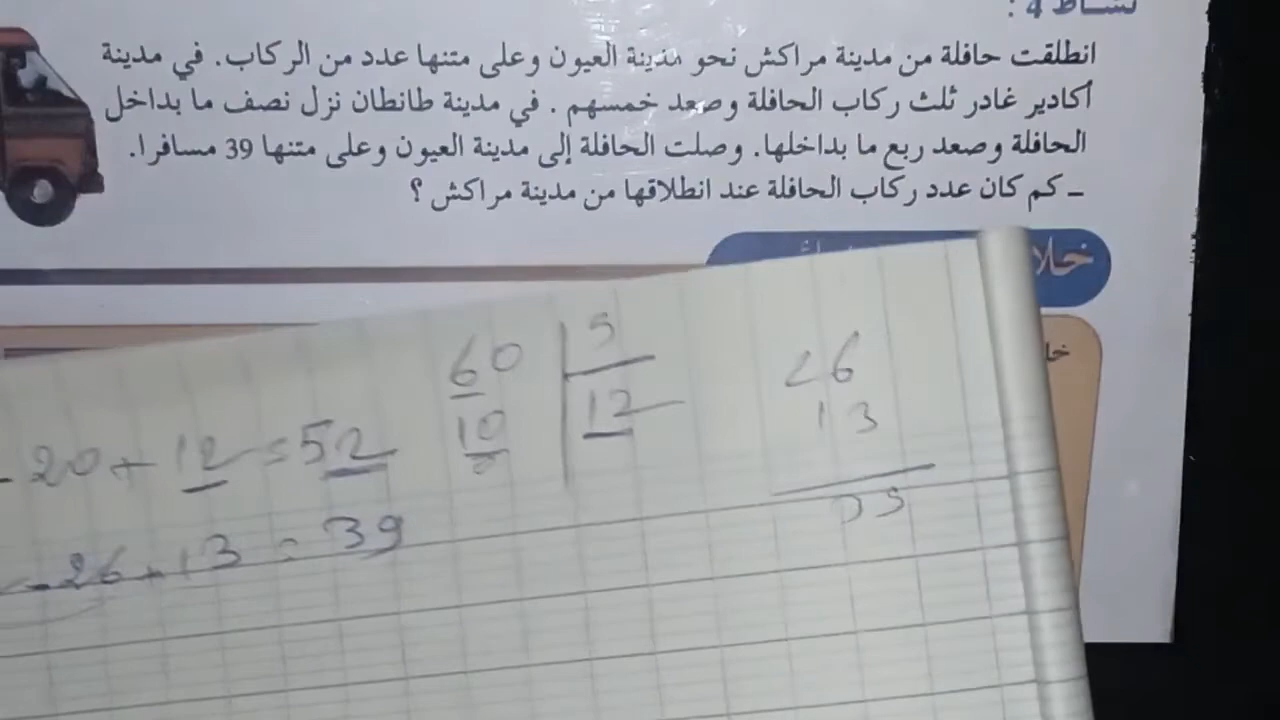 نشاط 4 :
انطلقت حافلة من مدينة مراكش نحو مدينة العيون وعلى متنها عدد من الركاب. في مدينة
أكادير غادر ثلث ركاب الحافلة وصعد خمسهم . في مدينة طانطان نزل نصف ما بداخل
الحافلة وصعد ربع ما بداخلها. وصلت الحافلة إلى مدينة العيون وعلى متنها 39 مسافرا.
ـ كم كان عدد ركاب الحافلة عند انطلاقها من مدينة مراكش ؟
60 5
10 12
0
26
13
- 20 + 12 = 52
- 26 + 13 = 39